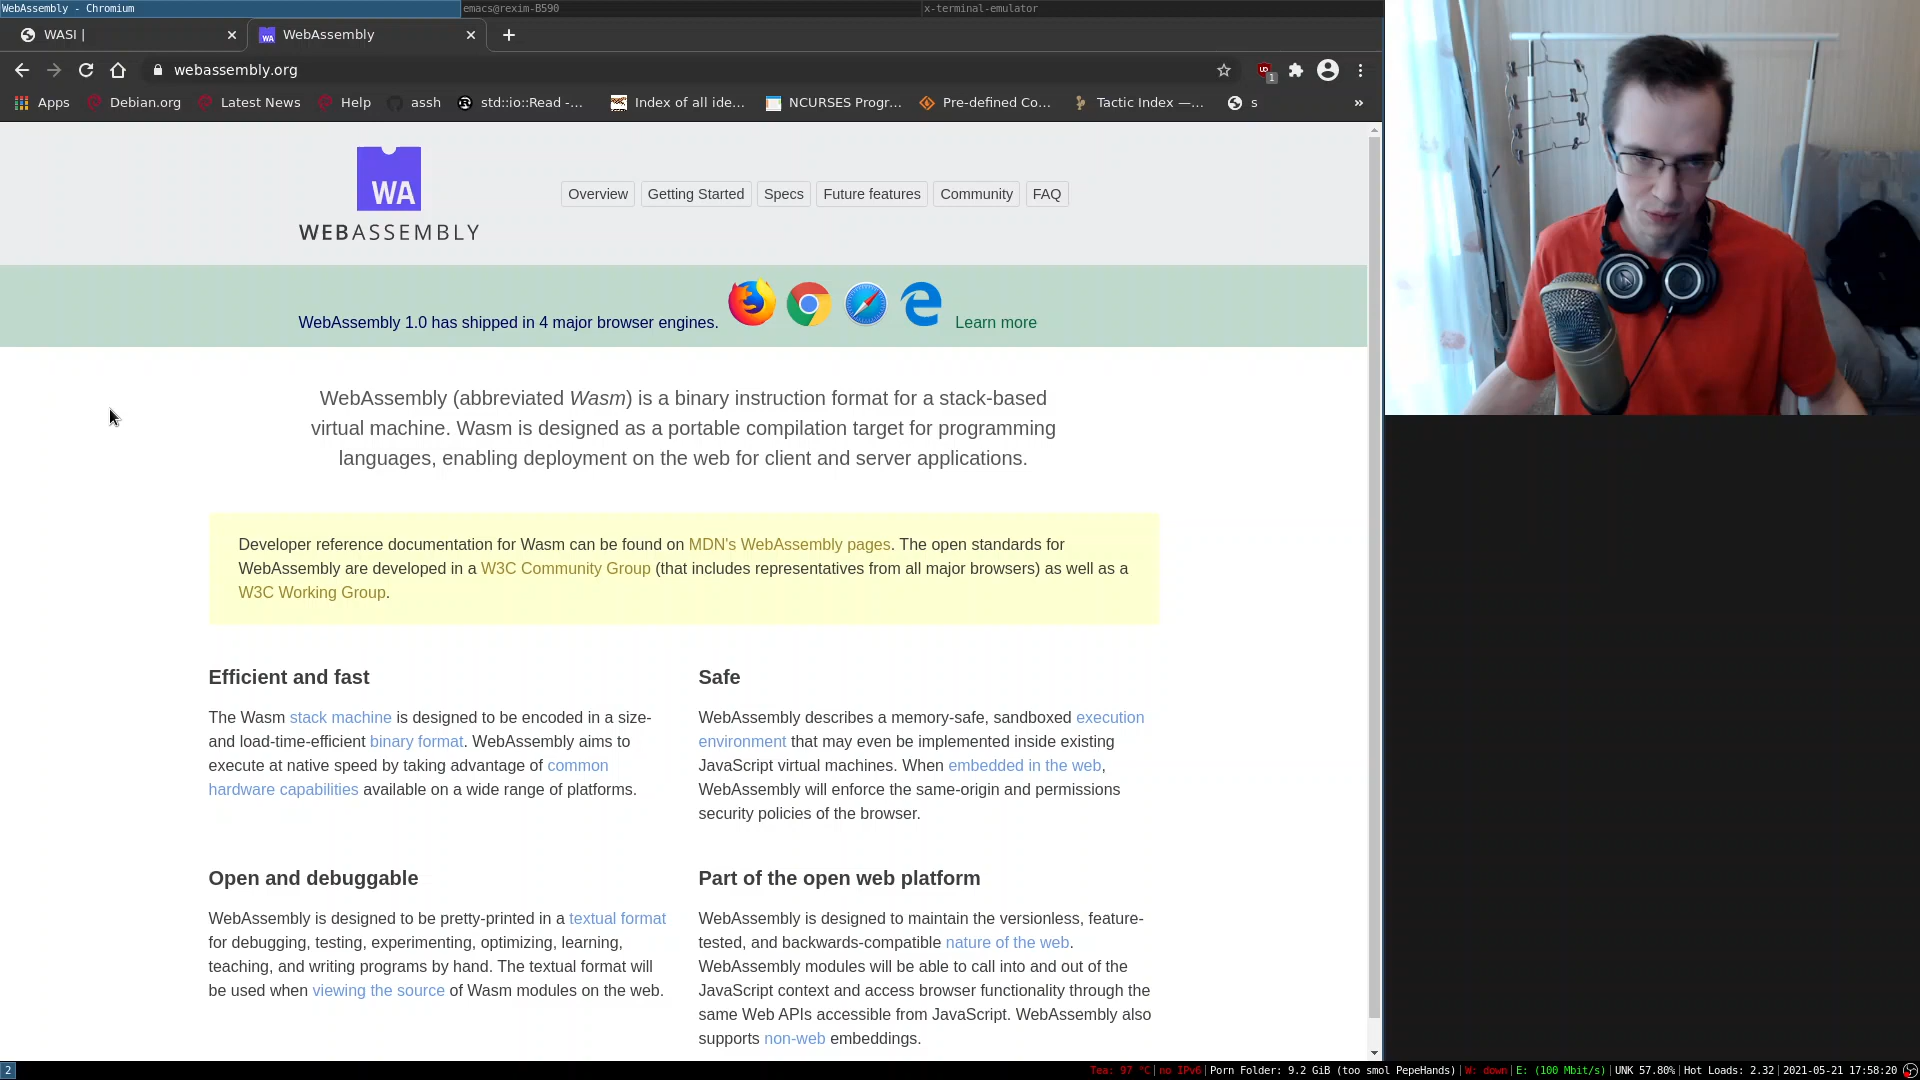 WebAssembly - Chromium
emacs@rexim-B590
x-terminal-emulator
WASI |
WebAssembly
webassembly.org
1
Apps
Debian.org
Latest News
Help
assh
std::io::Read -...
Index of all ide...
NCURSES Progr...
Pre-defined Co...
Tactic Index —...
s
»
WA
WEBASSEMBLY
Overview
Getting Started
Specs
Future features
Community
FAQ
WebAssembly 1.0 has shipped in 4 major browser engines.
Learn more
WebAssembly (abbreviated Wasm) is a binary instruction format for a stack-based
virtual machine. Wasm is designed as a portable compilation target for programming
languages, enabling deployment on the web for client and server applications.
Developer reference documentation for Wasm can be found on MDN's WebAssembly pages. The open standards for
WebAssembly are developed in a W3C Community Group (that includes representatives from all major browsers) as well as a
W3C Working Group.
Efficient and fast
The Wasm stack machine is designed to be encoded in a size-
and load-time-efficient binary format. WebAssembly aims to
execute at native speed by taking advantage of common
hardware capabilities available on a wide range of platforms.
Safe
WebAssembly describes a memory-safe, sandboxed execution
environment that may even be implemented inside existing
JavaScript virtual machines. When embedded in the web,
WebAssembly will enforce the same-origin and permissions
security policies of the browser.
Open and debuggable
WebAssembly is designed to be pretty-printed in a textual format
for debugging, testing, experimenting, optimizing, learning,
teaching, and writing programs by hand. The textual format will
be used when viewing the source of Wasm modules on the web.
Part of the open web platform
WebAssembly is designed to maintain the versionless, feature-
tested, and backwards-compatible nature of the web.
WebAssembly modules will be able to call into and out of the
JavaScript context and access browser functionality through the
same Web APIs accessible from JavaScript. WebAssembly also
supports non-web embeddings.
2
Tea: 97 °C | no IPv6 | Porn Folder: 9.2 GiB (too smol PepeHands) | W: down | E: (100 Mbit/s) | UNK 57.80% | Hot Loads: 2.32 | 2021-05-21 17:58:20